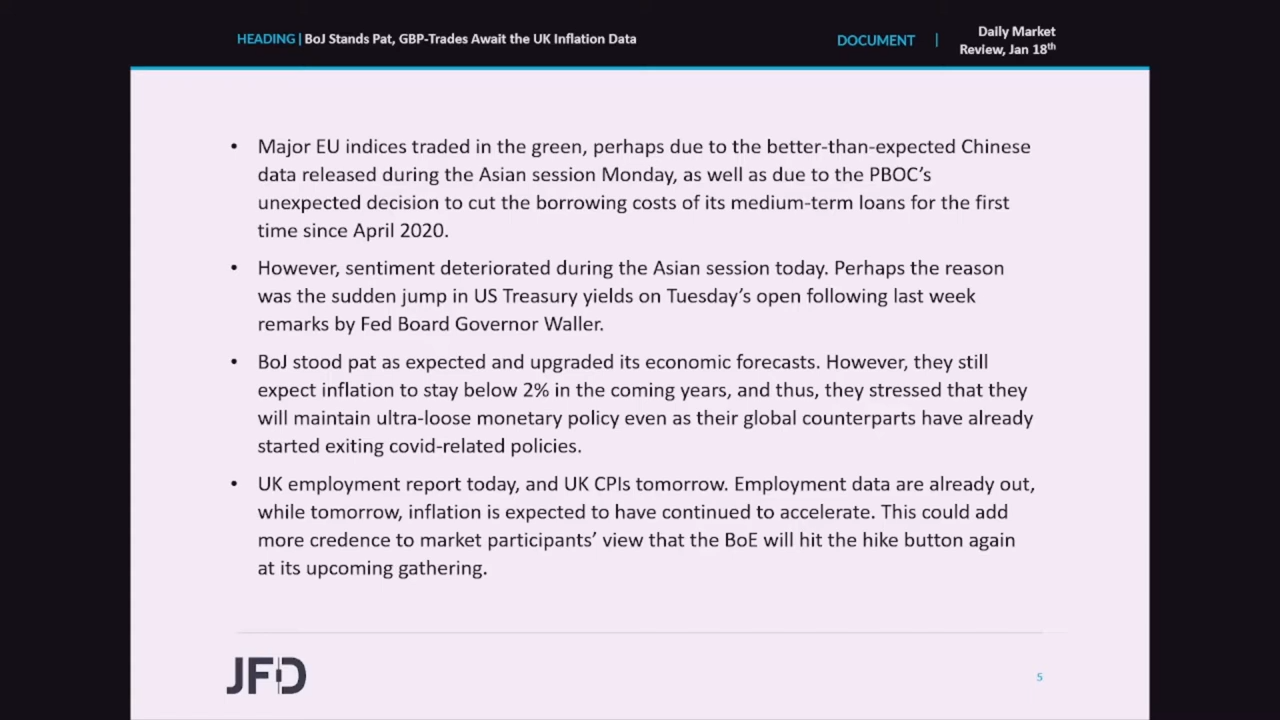 HEADING | BoJ Stands Pat, GBP-Trades Await the UK Inflation Data
DOCUMENT |
Daily Market
Review, Jan 18th
• Major EU indices traded in the green, perhaps due to the better-than-expected Chinese
data released during the Asian session Monday, as well as due to the PBOC’s
unexpected decision to cut the borrowing costs of its medium-term loans for the first
time since April 2020.
• However, sentiment deteriorated during the Asian session today. Perhaps the reason
was the sudden jump in US Treasury yields on Tuesday’s open following last week
remarks by Fed Board Governor Waller.
• BoJ stood pat as expected and upgraded its economic forecasts. However, they still
expect inflation to stay below 2% in the coming years, and thus, they stressed that they
will maintain ultra-loose monetary policy even as their global counterparts have already
started exiting covid-related policies.
• UK employment report today, and UK CPIs tomorrow. Employment data are already out,
while tomorrow, inflation is expected to have continued to accelerate. This could add
more credence to market participants’ view that the BoE will hit the hike button again
at its upcoming gathering.
JFD
5